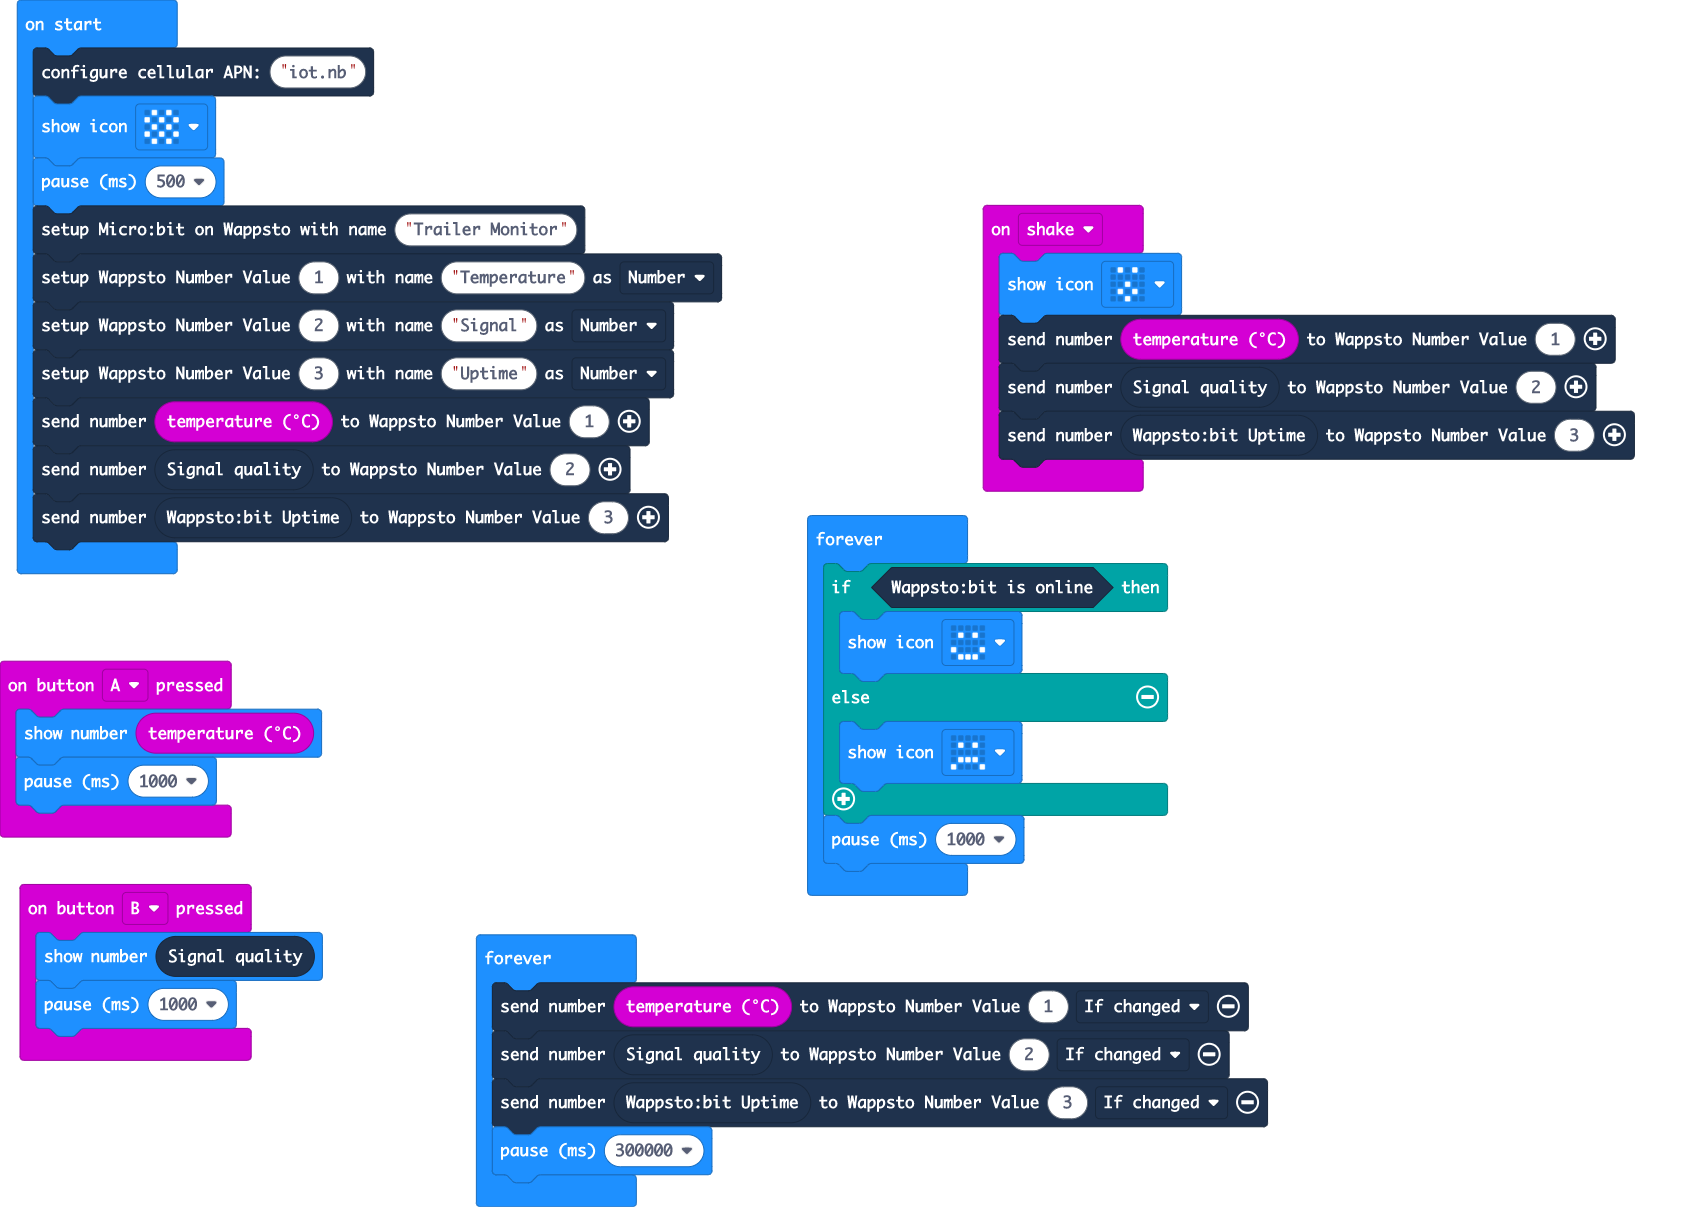 on start
configure cellular APN: "iot.nb"
show icon
pause (ms) 500
setup Micro:bit on Wappsto with name "Trailer Monitor"
setup Wappsto Number Value 1 with name "Temperature" as Number
setup Wappsto Number Value 2 with name "Signal" as Number
setup Wappsto Number Value 3 with name "Uptime" as Number
send number temperature (°C) to Wappsto Number Value 1
send number Signal quality to Wappsto Number Value 2
send number Wappsto:bit Uptime to Wappsto Number Value 3
on shake
show icon
send number temperature (°C) to Wappsto Number Value 1
send number Signal quality to Wappsto Number Value 2
send number Wappsto:bit Uptime to Wappsto Number Value 3
forever
if Wappsto:bit is online then
show icon
else
show icon
pause (ms) 1000
on button A pressed
show number temperature (°C)
pause (ms) 1000
on button B pressed
show number Signal quality
pause (ms) 1000
forever
send number temperature (°C) to Wappsto Number Value 1 If changed
send number Signal quality to Wappsto Number Value 2 If changed
send number Wappsto:bit Uptime to Wappsto Number Value 3 If changed
pause (ms) 300000